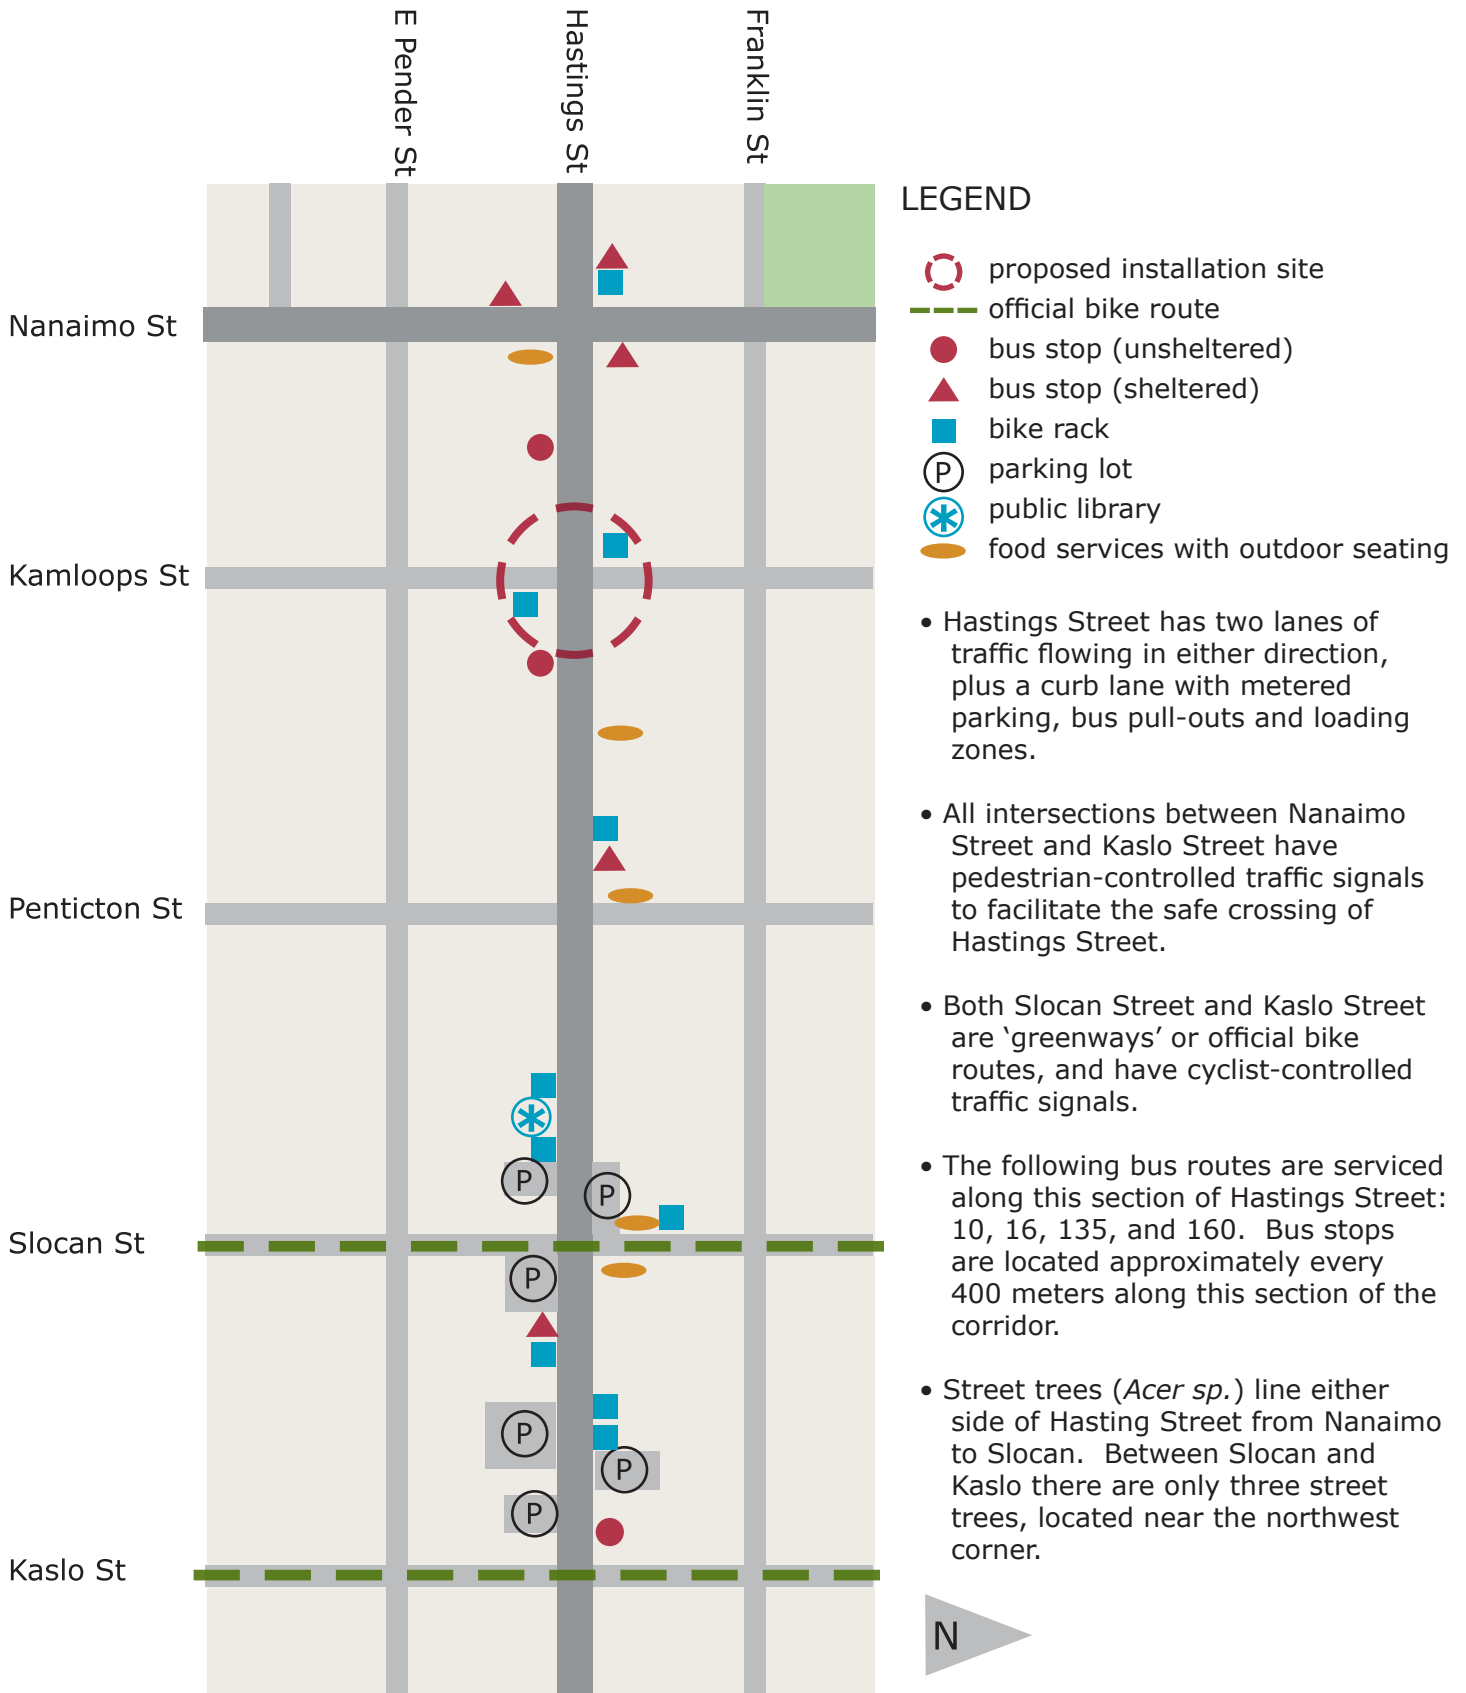 E Pender St
Hastings St
Franklin St
LEGEND
proposed installation site
official bike route
bus stop (unsheltered)
bus stop (sheltered)
bike rack
P parking lot
public library
food services with outdoor seating
Nanaimo St
Kamloops St
Penticton St
Slocan St
Kaslo St
P
P
P
P
P
P
• Hastings Street has two lanes of
traffic flowing in either direction,
plus a curb lane with metered
parking, bus pull-outs and loading
zones.
• All intersections between Nanaimo
Street and Kaslo Street have
pedestrian-controlled traffic signals
to facilitate the safe crossing of
Hastings Street.
• Both Slocan Street and Kaslo Street
are ‘greenways’ or official bike
routes, and have cyclist-controlled
traffic signals.
• The following bus routes are serviced
along this section of Hastings Street:
10, 16, 135, and 160.  Bus stops
are located approximately every
400 meters along this section of the
corridor.
• Street trees (Acer sp.) line either
side of Hasting Street from Nanaimo
to Slocan.  Between Slocan and
Kaslo there are only three street
trees, located near the northwest
corner.
N